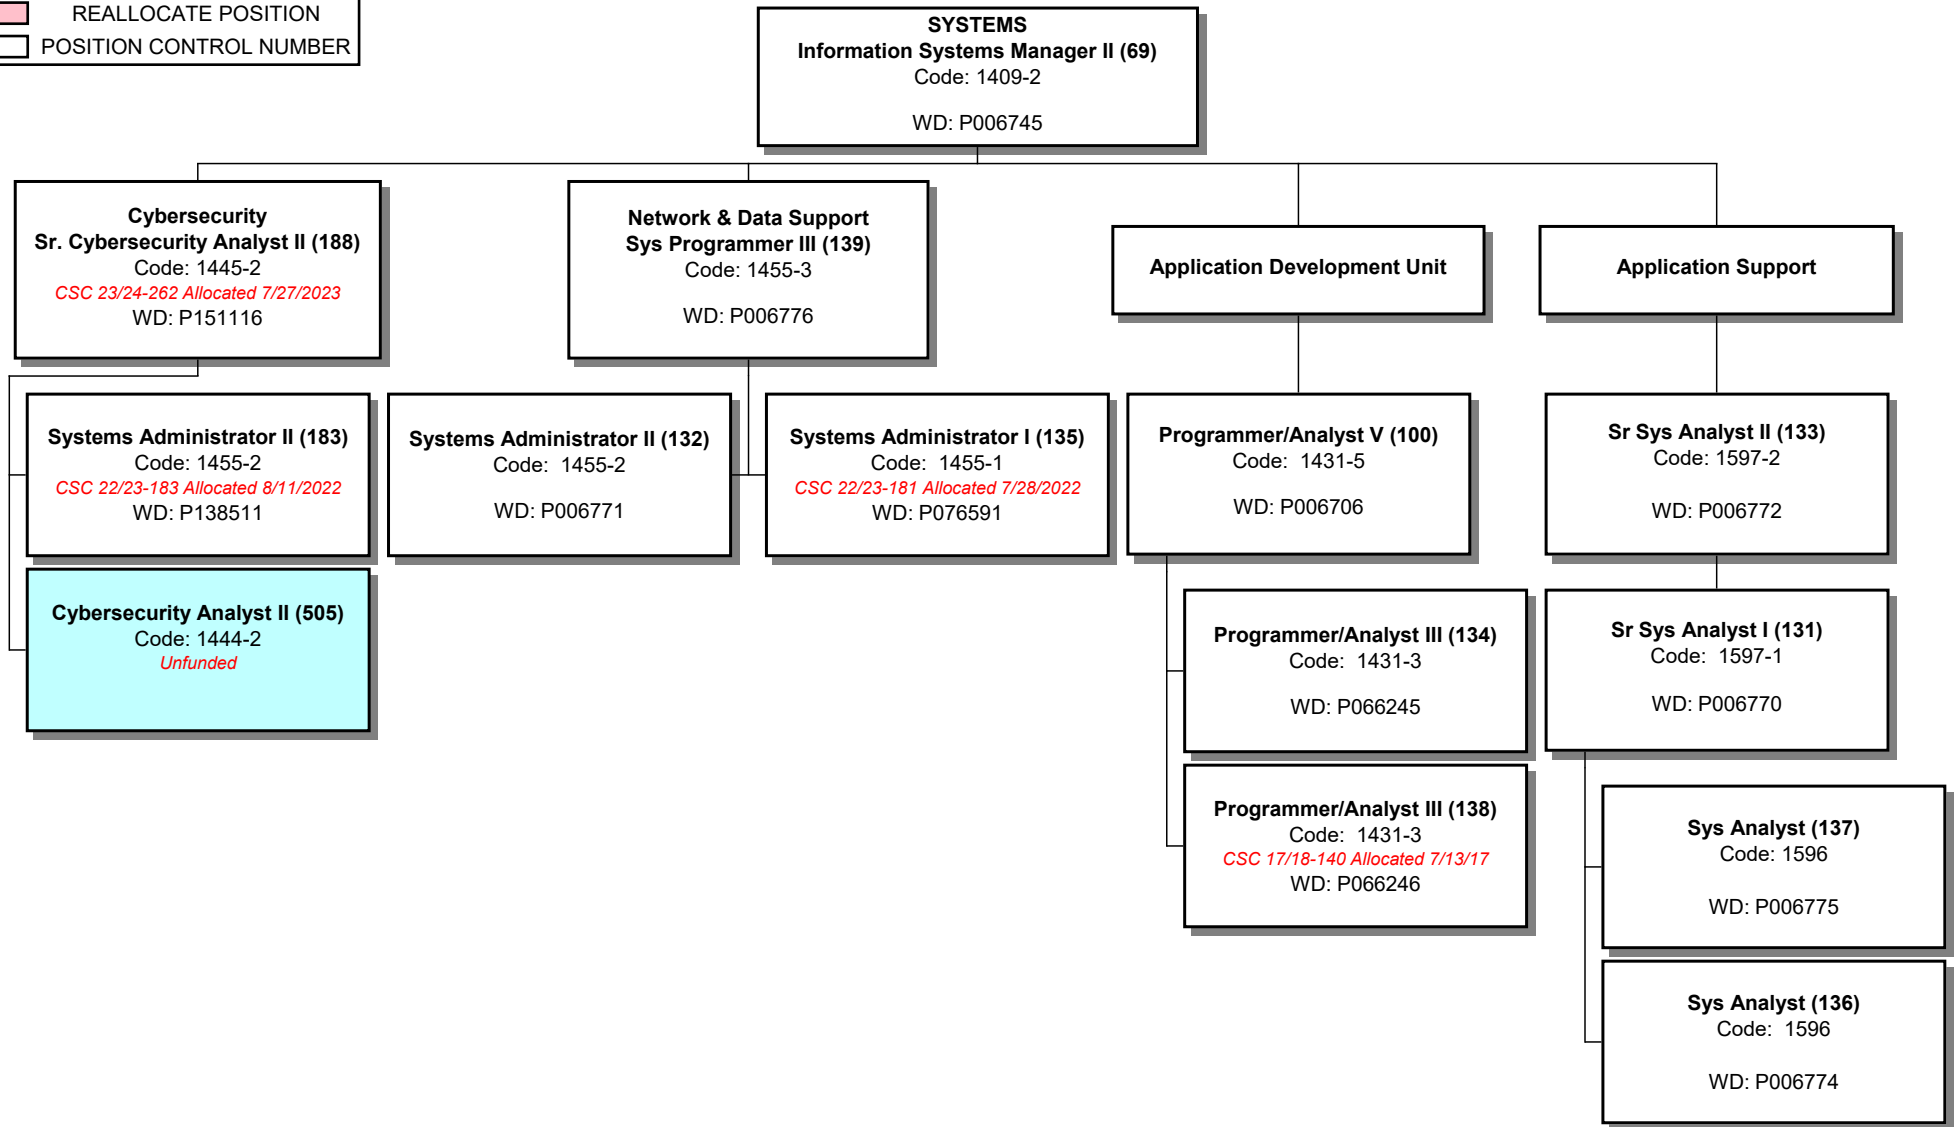 REALLOCATE POSITION
POSITION CONTROL NUMBER
SYSTEMS
Information Systems Manager II (69)
Code: 1409-2
WD: P006745
Cybersecurity
Sr. Cybersecurity Analyst II (188)
Code: 1445-2
CSC 23/24-262 Allocated 7/27/2023
WD: P151116
Network & Data Support
Sys Programmer III (139)
Code: 1455-3
WD: P006776
Application Development Unit
Application Support
Systems Administrator II (183)
Code: 1455-2
CSC 22/23-183 Allocated 8/11/2022
WD: P138511
Systems Administrator II (132)
Code:  1455-2
WD: P006771
Systems Administrator I (135)
Code:  1455-1
CSC 22/23-181 Allocated 7/28/2022
WD: P076591
Programmer/Analyst V (100)
Code: 1431-5
WD: P006706
Sr Sys Analyst II (133)
Code: 1597-2
WD: P006772
Cybersecurity Analyst II (505)
Code: 1444-2
Unfunded
Programmer/Analyst III (134)
Code:  1431-3
WD: P066245
Sr Sys Analyst I (131)
Code:  1597-1
WD: P006770
Programmer/Analyst III (138)
Code:  1431-3
CSC 17/18-140 Allocated 7/13/17
WD: P066246
Sys Analyst (137)
Code: 1596
WD: P006775
Sys Analyst (136)
Code:  1596
WD: P006774